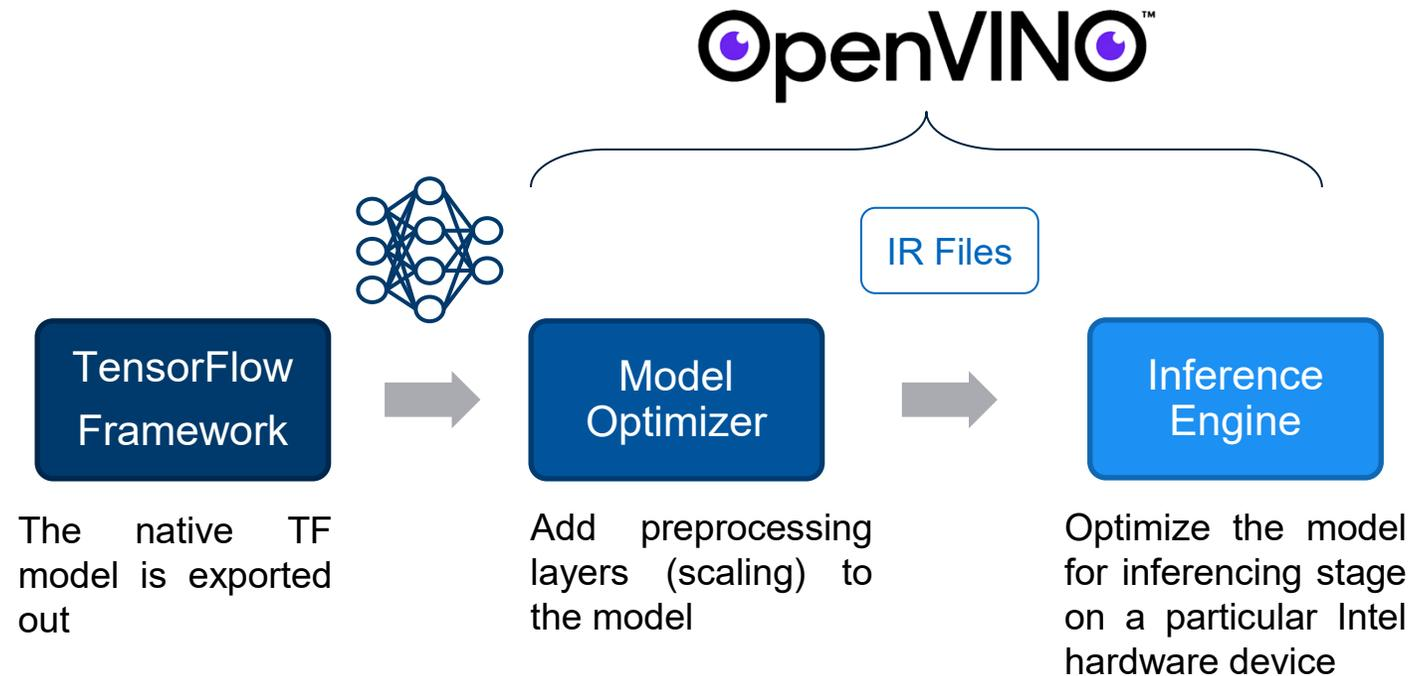 OpenVINO™
IR Files
TensorFlow
Framework
Model
Optimizer
Inference
Engine
The native TF
model is exported
out
Add preprocessing
layers (scaling) to
the model
Optimize the model
for inferencing stage
on a particular Intel
hardware device